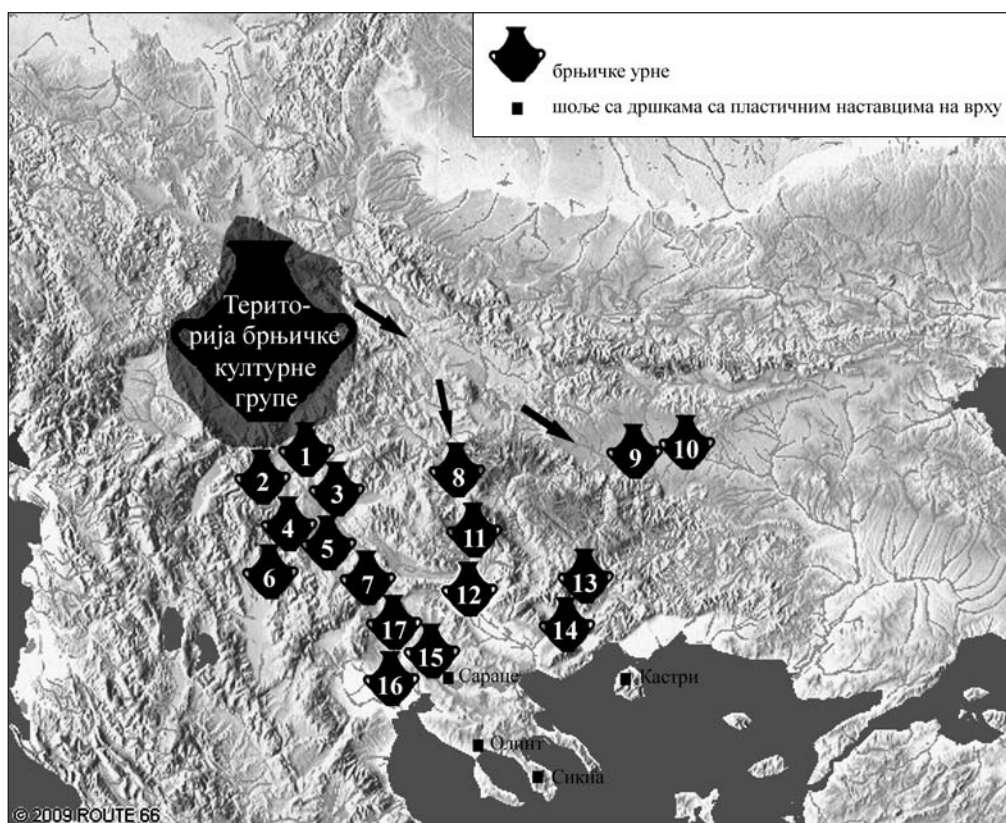 брњичке урне
шоље са дршкама са пластичним наставцима на врху
Терито-
рија брњичке
културне
групе
1
2
3
4
5
6
7
8
9
10
11
12
13
14
17
15
16
Сараце
Кастри
Олинт
Сикиа
© 2009 ROUTE 66